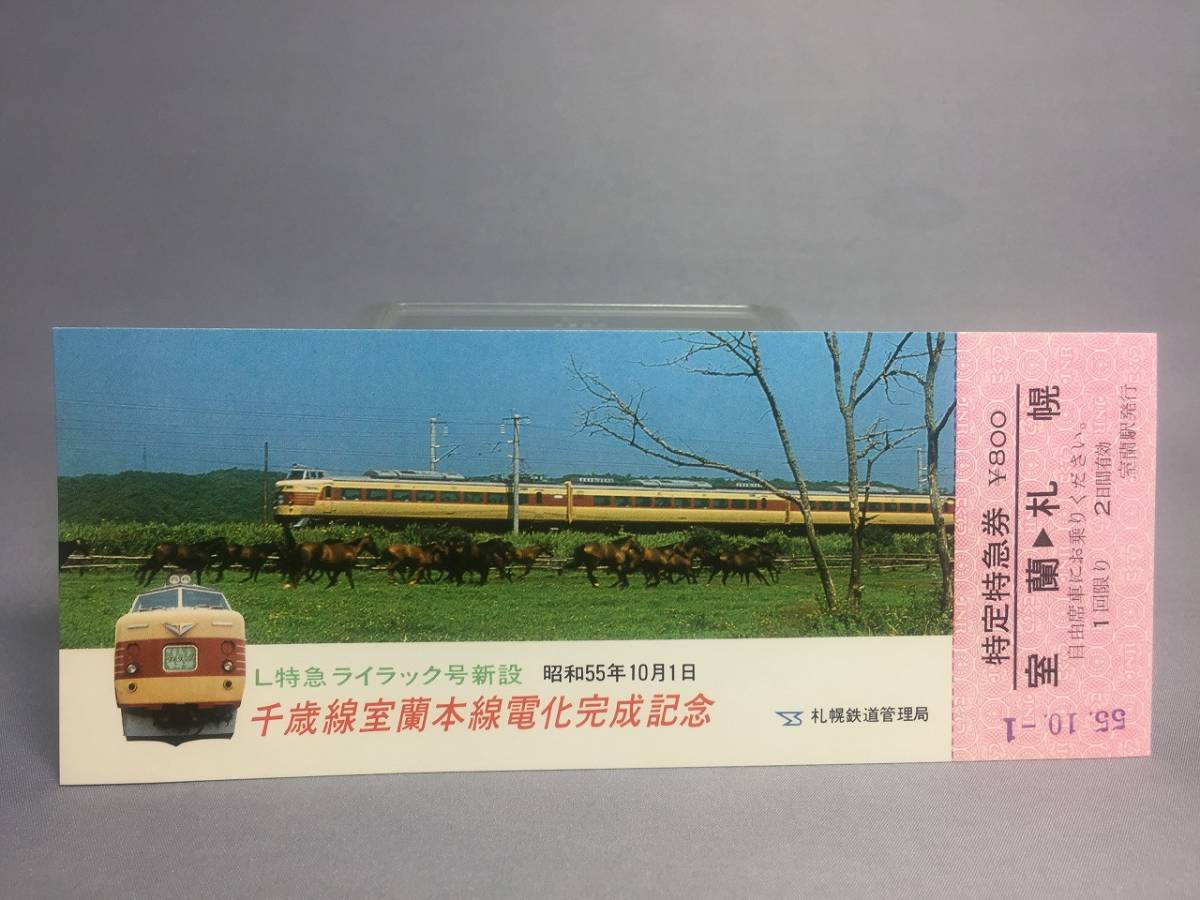 L特急ライラック号新設 昭和55年10月1日
千歳線室蘭本線電化完成記念
札幌鉄道管理局
特定特急券 ¥800
室蘭▶札幌
自由席車にお乗りください。
1回限り 2日間有効
室蘭駅発行
55.10.-1